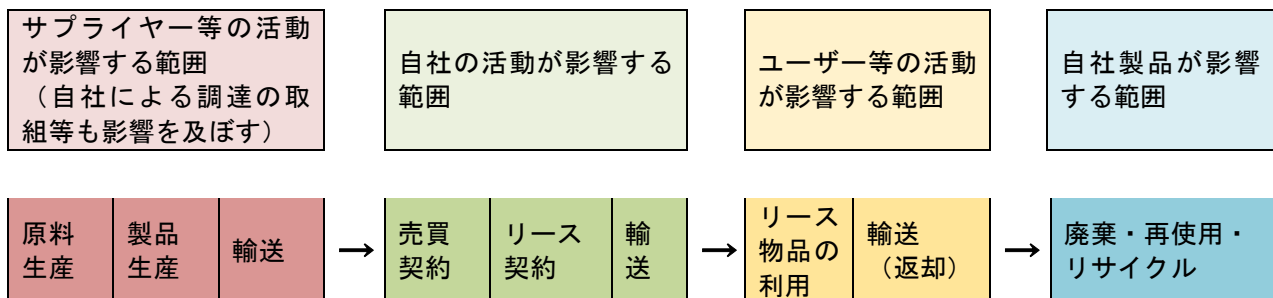 サプライヤー等の活動
が影響する範囲
（自社による調達の取
組等も影響を及ぼす）
自社の活動が影響する
範囲
ユーザー等の活動
が影響する範囲
自社製品が影響
する範囲
原料
生産
製品
生産
輸送
→
売買
契約
リース
契約
輸
送
→
リース
物品の
利用
輸送
（返却）
→
廃棄・再使用・
リサイクル